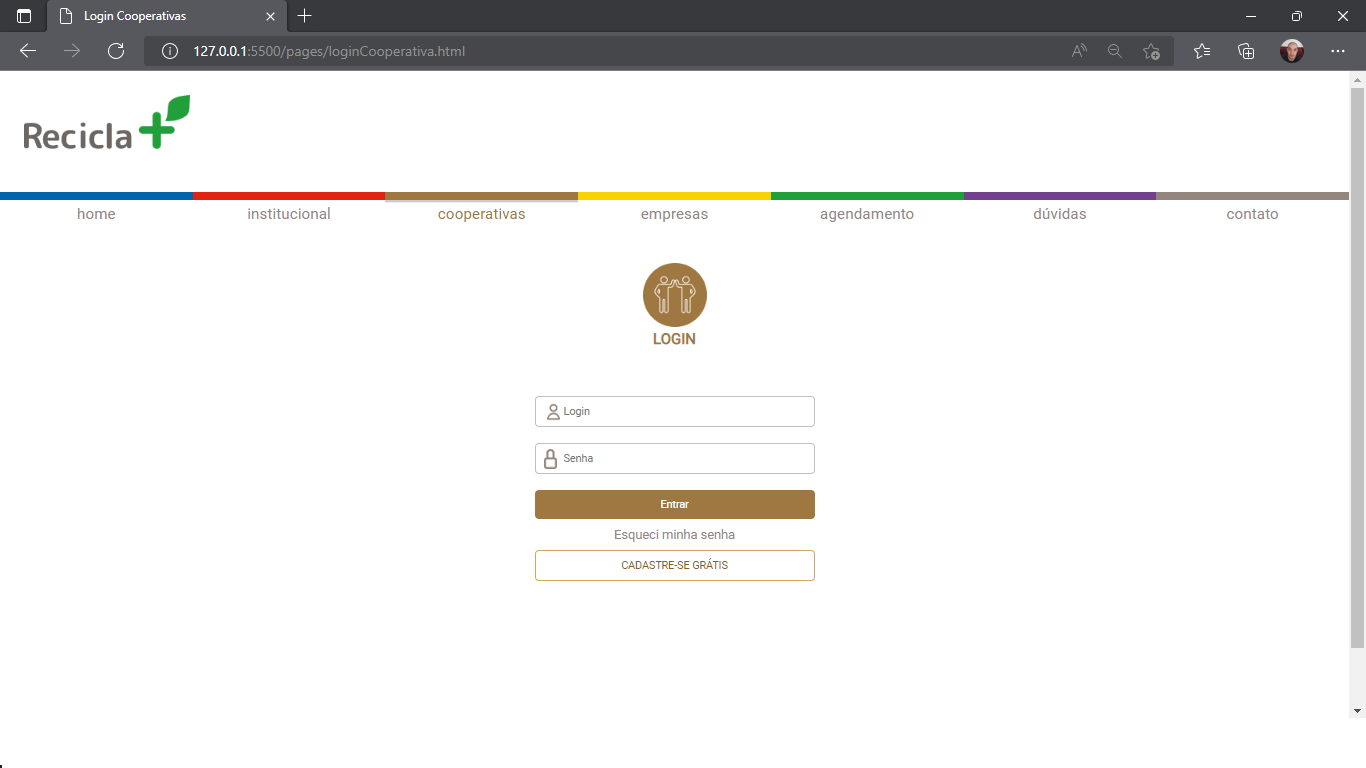 Login Cooperativas
127.0.0.1:5500/pages/loginCooperativa.html
Recicla
home institucional cooperativas empresas agendamento dúvidas contato
LOGIN
Login
Senha
Entrar
Esqueci minha senha
CADASTRE-SE GRÁTIS